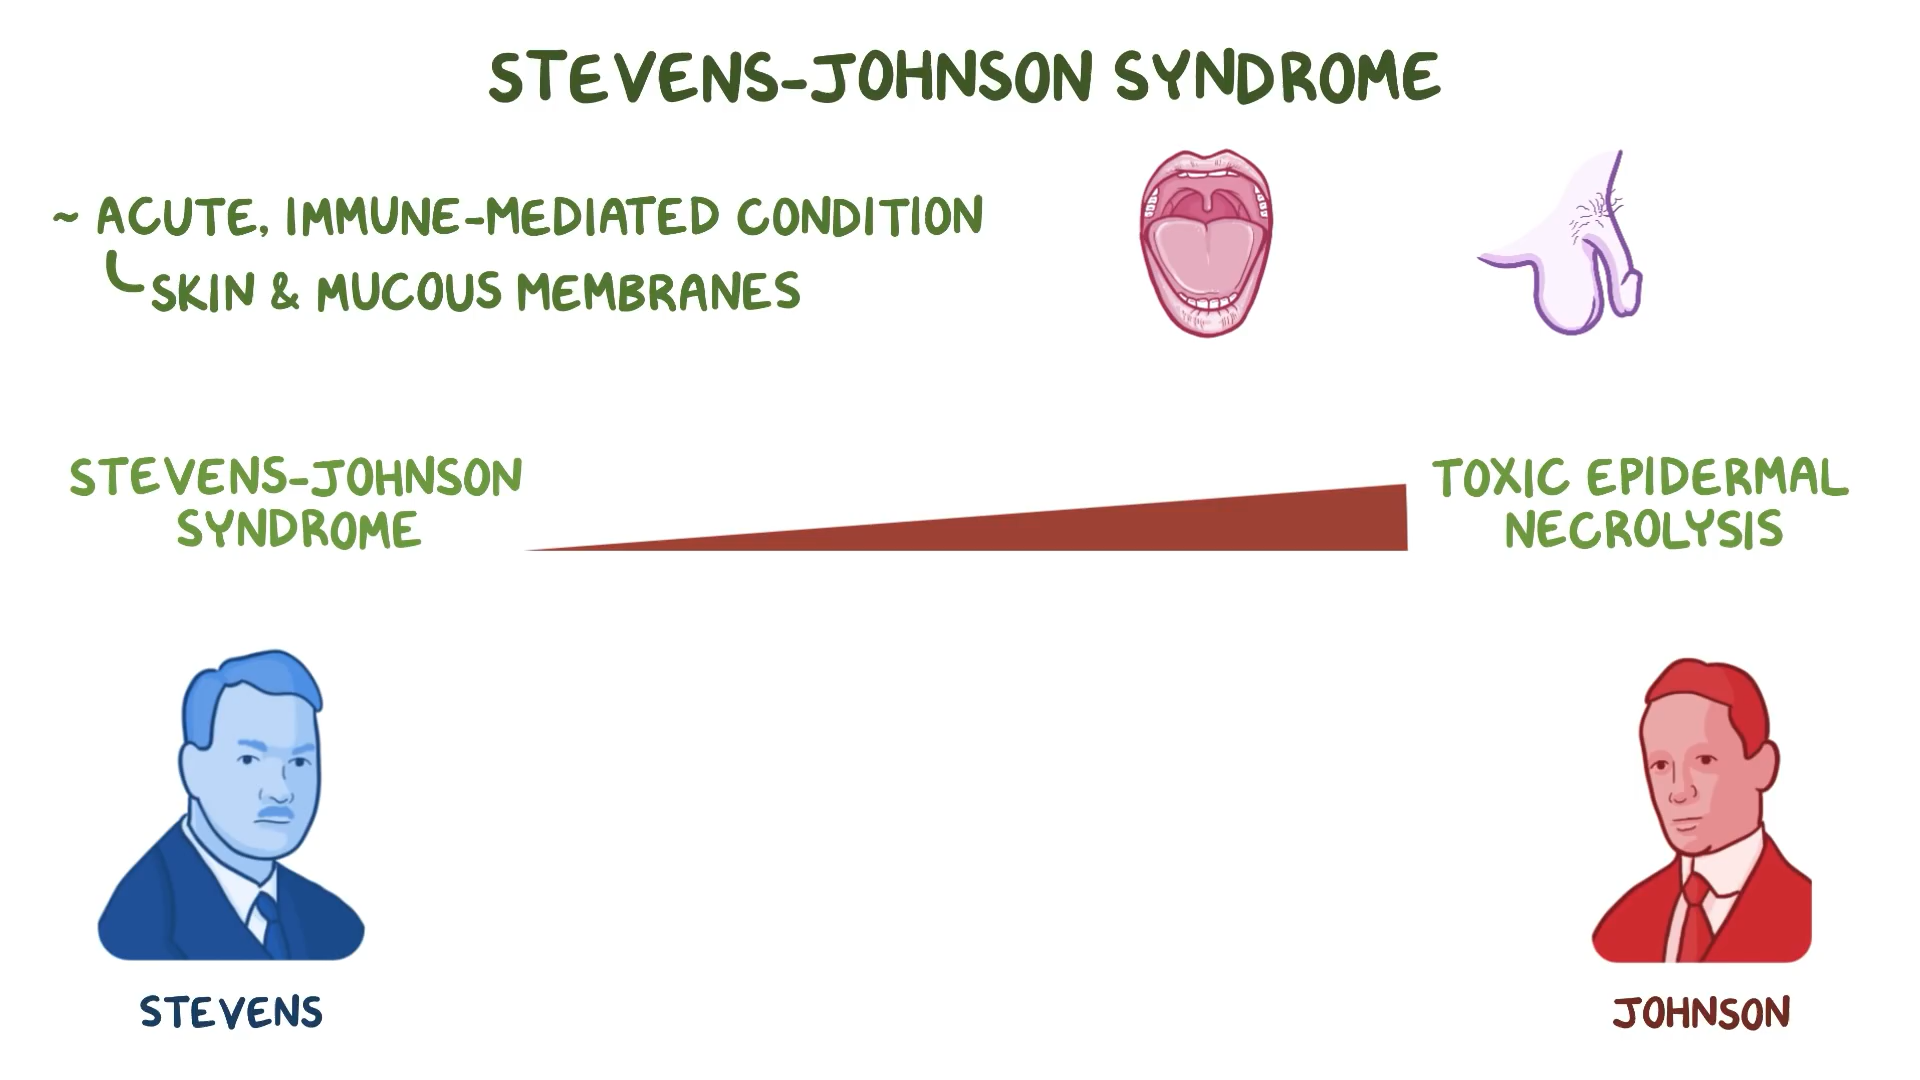 STEVENS-JOHNSON SYNDROME
~ ACUTE, IMMUNE-MEDIATED CONDITION
SKIN & MUCOUS MEMBRANES
STEVENS-JOHNSON
SYNDROME
TOXIC EPIDERMAL
NECROLYSIS
STEVENS
JOHNSON